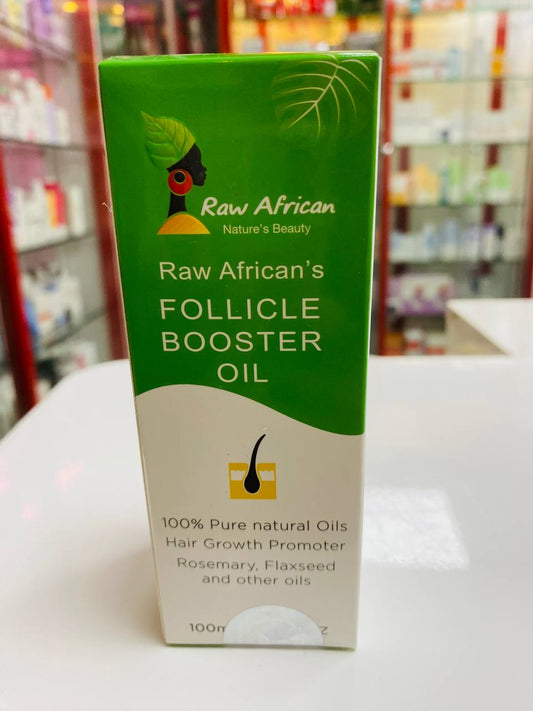 Raw African
Nature's Beauty
Raw African's
FOLLICLE
BOOSTER
OIL
100% Pure natural Oils
Hair Growth Promoter
Rosemary, Flaxseed
and other oils